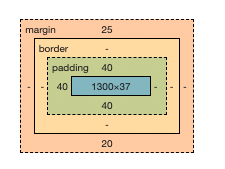 margin 25
border -
padding 40
- - 40 1300×37 - - -
40
-
20